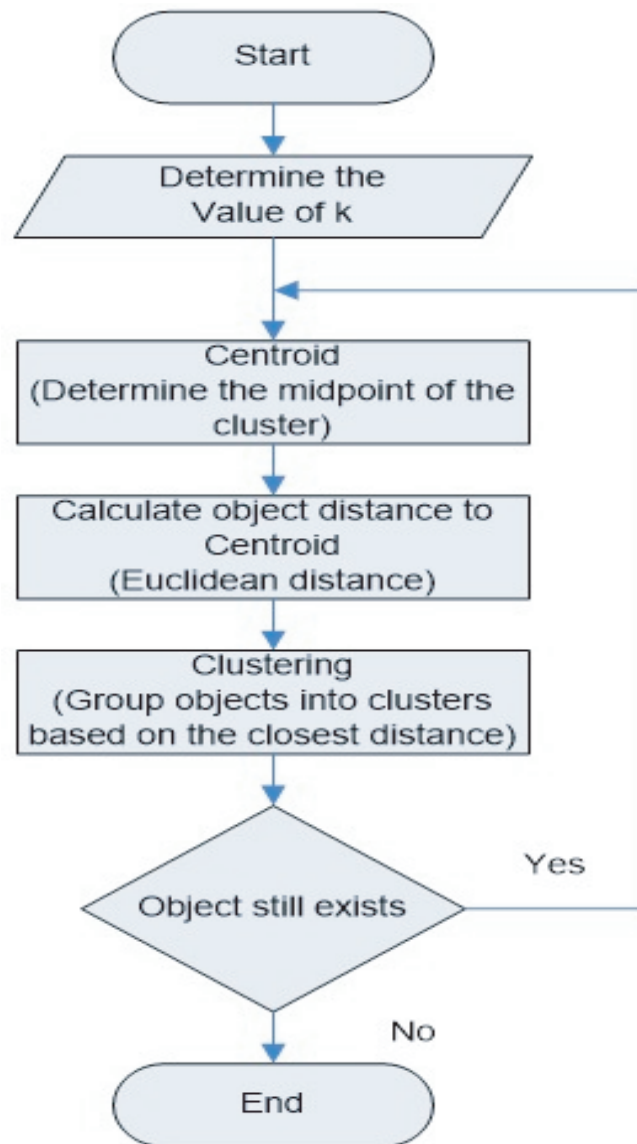 Start
Determine the
Value of k
Centroid
(Determine the midpoint of the
cluster)
Calculate object distance to
Centroid
(Euclidean distance)
Clustering
(Group objects into clusters
based on the closest distance)
Object still exists
Yes
No
End